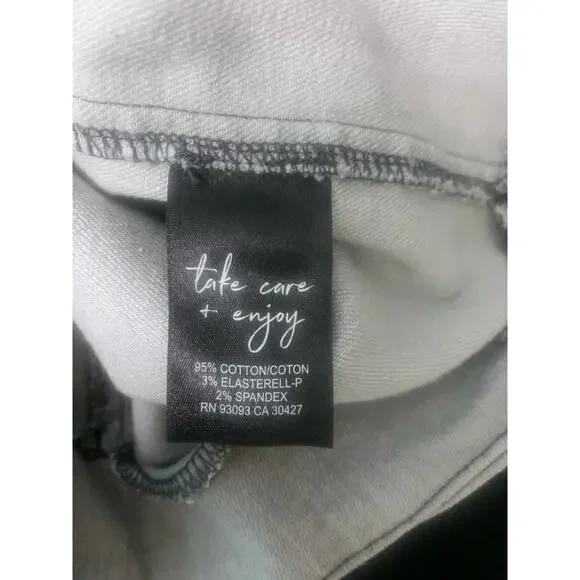 take care
+ enjoy
95% COTTON/COTON
3% ELASTERELL-P
2% SPANDEX
RN 93093 CA 30427